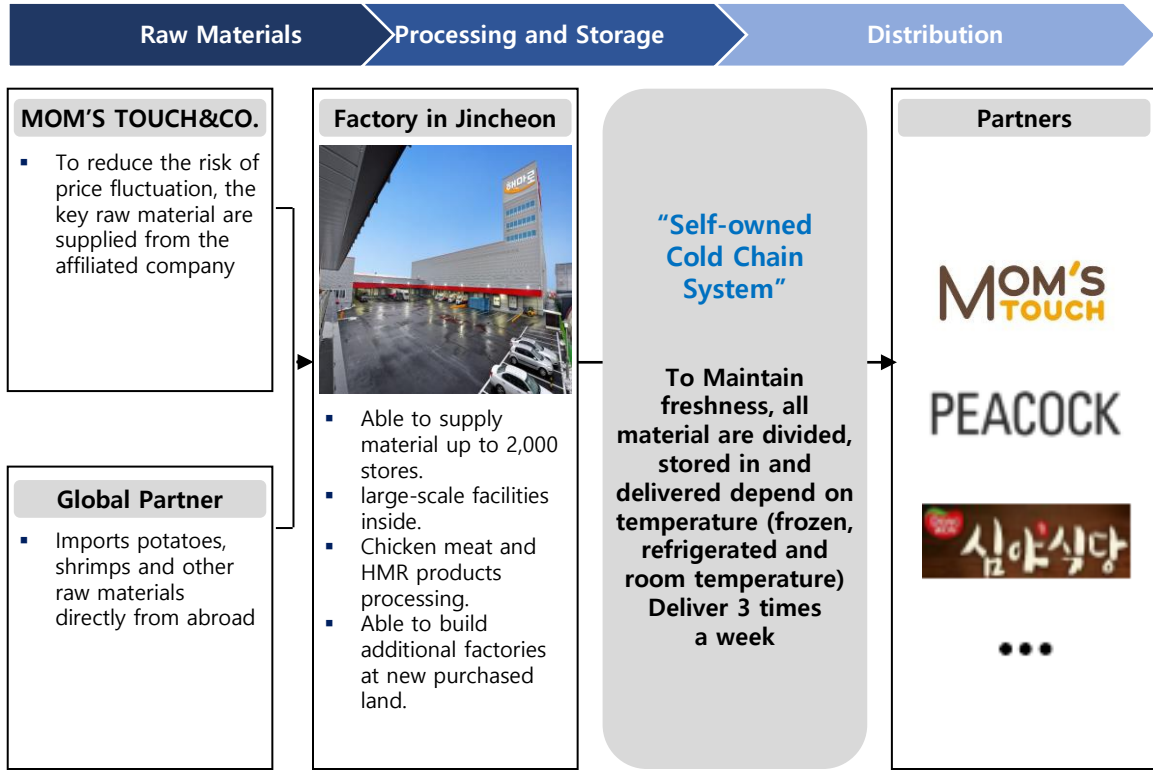 Raw Materials
Processing and Storage
Distribution
MOM'S TOUCH&CO.
▪ To reduce the risk of
price fluctuation, the
key raw material are
supplied from the
affiliated company
Global Partner
▪ Imports potatoes,
shrimps and other
raw materials
directly from abroad
Factory in Jincheon
해마로
▪ Able to supply
material up to 2,000
stores.
▪ large-scale facilities
inside.
▪ Chicken meat and
HMR products
processing.
▪ Able to build
additional factories
at new purchased
land.
“Self-owned
Cold Chain
System”
To Maintain
freshness, all
material are divided,
stored in and
delivered depend on
temperature (frozen,
refrigerated and
room temperature)
Deliver 3 times
a week
Partners
MOM'S
TOUCH
PEACOCK
심야식당
•••